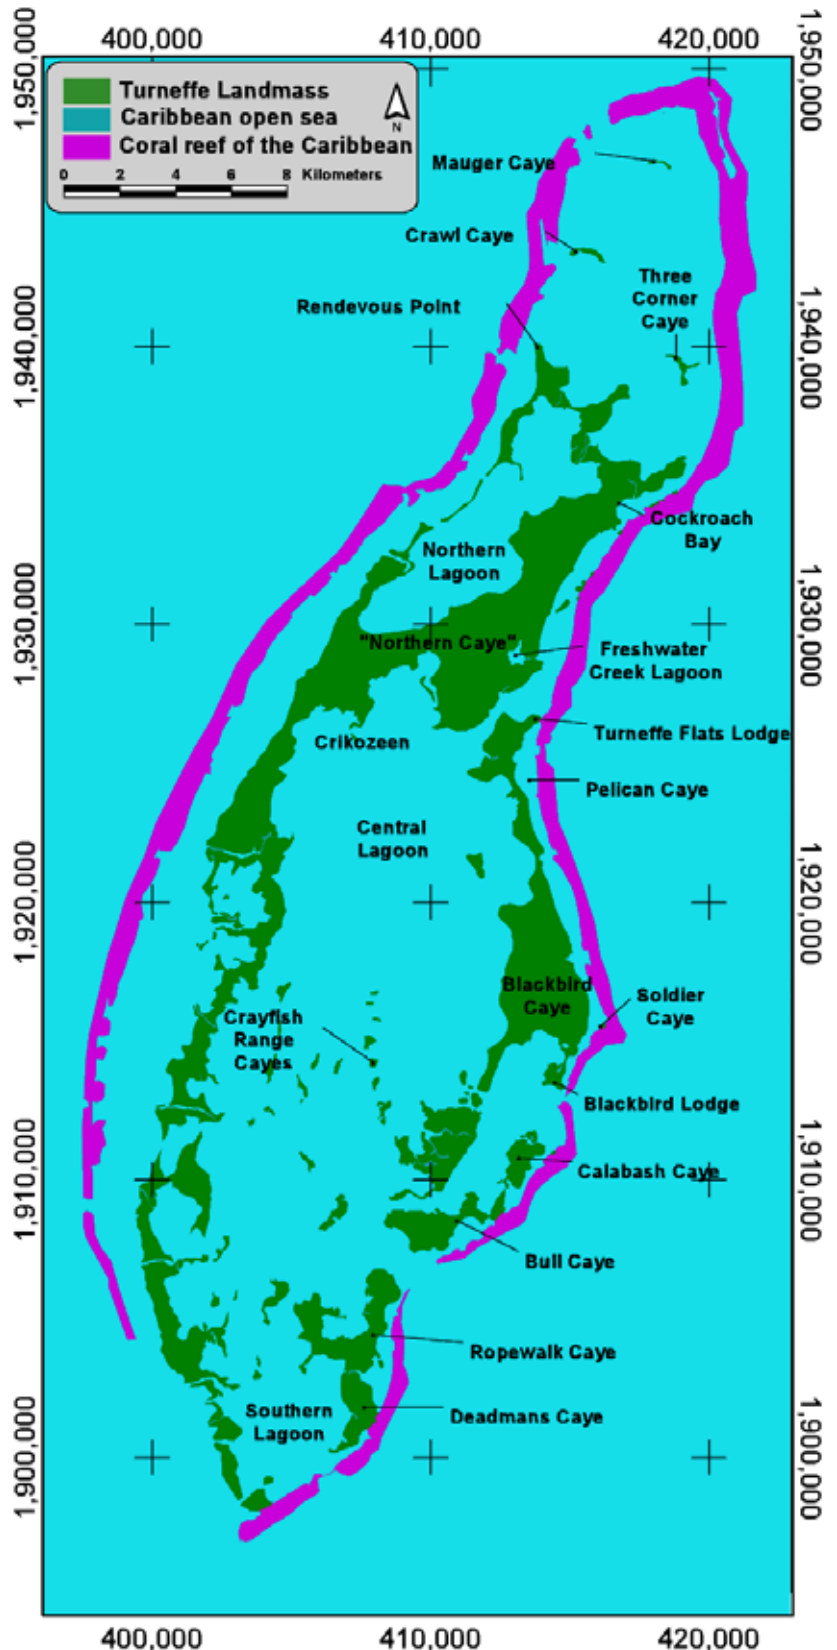 400,000 410,000 420,000
1,950,000
1,950,000
Turneffe Landmass
Caribbean open sea
Coral reef of the Caribbean
N
0 2 4 6 8 Kilometers
Mauger Caye
Crawl Caye
Three
Corner
Caye
Rendevous Point
1,940,000
1,940,000
Cockroach
Bay
Northern
Lagoon
1,930,000
1,930,000
"Northern Caye"
Freshwater
Creek Lagoon
Turneffe Flats Lodge
Crikozeen
Pelican Caye
Central
Lagoon
1,920,000
1,920,000
Blackbird
Caye
Soldier
Caye
Crayfish
Range
Cayes
Blackbird Lodge
1,910,000
1,910,000
Calabash Caye
Bull Caye
Ropewalk Caye
Deadmans Caye
Southern
Lagoon
1,900,000
1,900,000
400,000 410,000 420,000